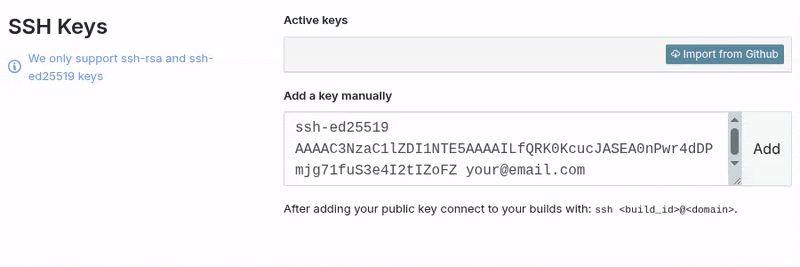 SSH Keys
We only support ssh-rsa and ssh-
ed25519 keys
Active keys
Import from Github
Add a key manually
ssh-ed25519
AAAAC3NzaC1lZDI1NTE5AAAAILfQRK0KcucJASEA0nPwr4dDP
mjg71fuS3e4I2tIZoFZ your@email.com
Add
After adding your public key connect to your builds with: ssh <build_id>@<domain>.